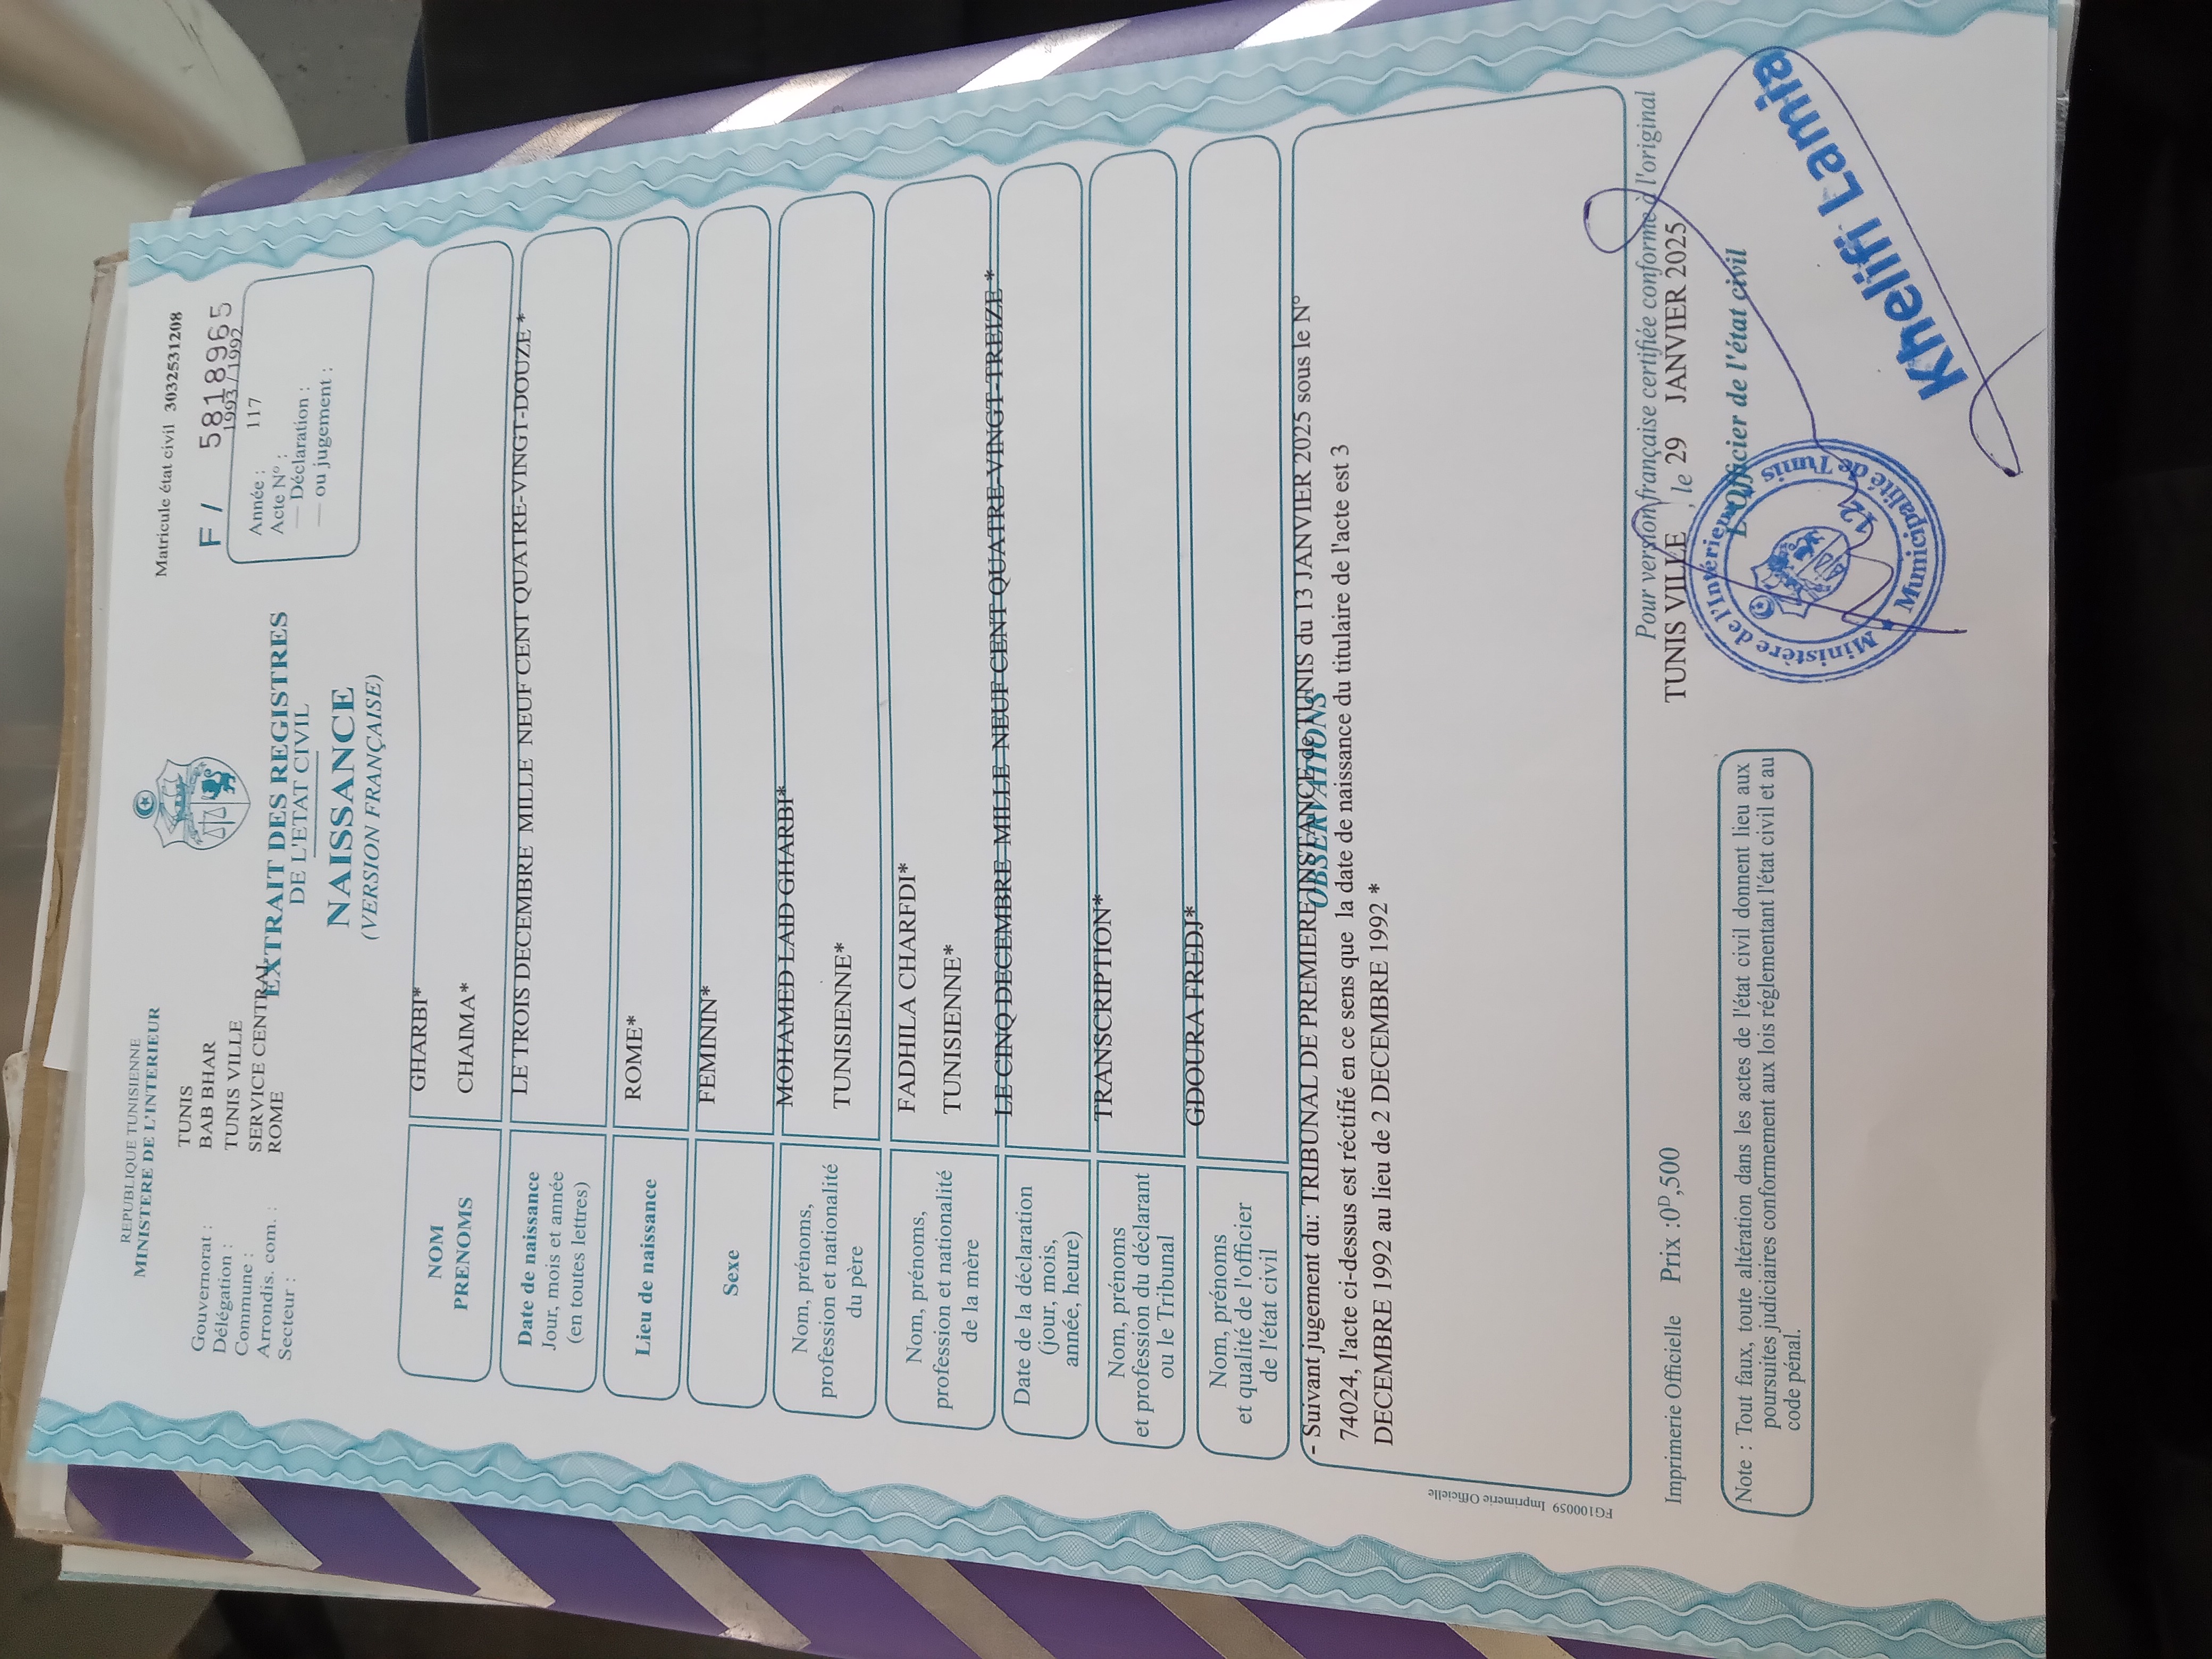 REPUBLIQUE TUNISIENNE
MINISTERE DE L'INTERIEUR
Gouvernorat : TUNIS
Délégation : BAB BHAR
Commune : TUNIS VILLE
Arrondis. com. : SERVICE CENTRAL
Secteur : ROME
Matricule état civil 3032531208
F / 5818965
Année : 1993 / 1992
Acte N° : 117
— Déclaration :
— ou jugement :
EXTRAIT DES REGISTRES
DE L'ETAT CIVIL
NAISSANCE
(VERSION FRANÇAISE)
NOM GHARBI*
PRENOMS CHAIMA*
Date de naissance
Jour, mois et année
(en toutes lettres)
LE TROIS DECEMBRE MILLE NEUF CENT QUATRE-VINGT-DOUZE *
Lieu de naissance ROME*
Sexe FEMININ*
Nom, prénoms,
profession et nationalité
du père
MOHAMED LAID GHARBI*
TUNISIENNE*
Nom, prénoms,
profession et nationalité
de la mère
FADHILA CHARFDI*
TUNISIENNE*
Date de la déclaration
(jour, mois,
année, heure)
LE CINQ DECEMBRE MILLE NEUF CENT QUATRE-VINGT-TREIZE *
Nom, prénoms
et profession du déclarant
ou le Tribunal
TRANSCRIPTION*
Nom, prénoms
et qualité de l'officier
de l'état civil
GDOURA FREDJ*
OBSERVATIONS
- Suivant jugement du: TRIBUNAL DE PREMIERE INSTANCE de TUNIS du 13 JANVIER 2025 sous le N°
74024, l'acte ci-dessus est réctifié en ce sens que la date de naissance du titulaire de l'acte est 3
DECEMBRE 1992 au lieu de 2 DECEMBRE 1992 *
FG100059 Imprimerie Officielle
Imprimerie Officielle Prix :0D,500
Pour version française certifiée conforme à l'original
TUNIS VILLE , le 29 JANVIER 2025
L'Officier de l'état civil
Ministère de l'Intérieur
Municipalité de Tunis
12
Khelifi Lamia
Note : Tout faux, toute altération dans les actes de l'état civil donnent lieu aux
poursuites judiciaires conformement aux lois réglementant l'état civil et au
code pénal.